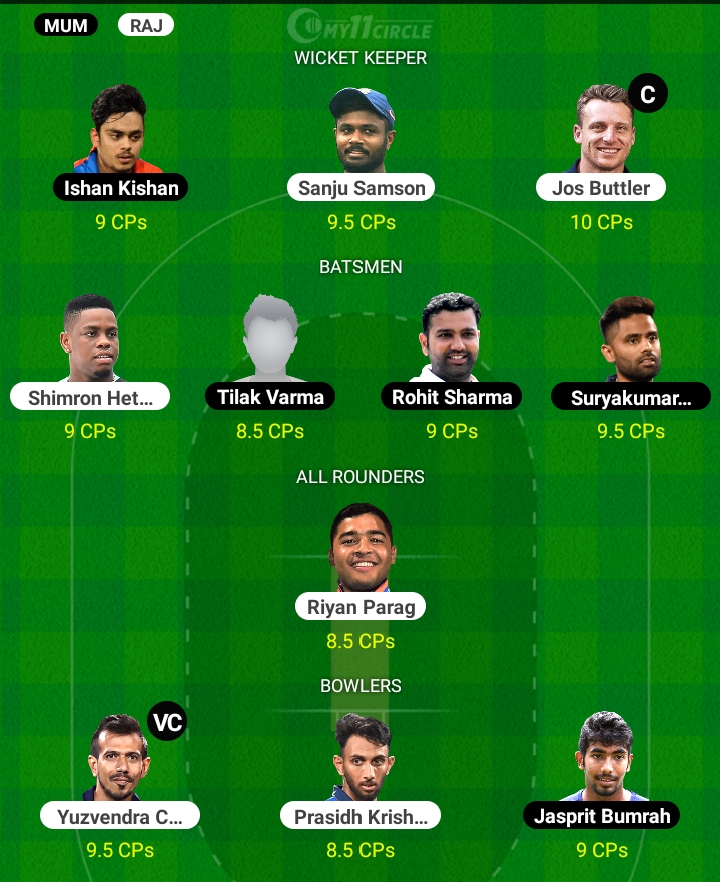 MUM RAJ
MY11CIRCLE
WICKET KEEPER
C
Ishan Kishan Sanju Samson Jos Buttler
9 CPs 9.5 CPs 10 CPs
BATSMEN
Shimron Het... Tilak Varma Rohit Sharma Suryakumar...
9 CPs 8.5 CPs 9 CPs 9.5 CPs
ALL ROUNDERS
Riyan Parag
8.5 CPs
BOWLERS
VC
Yuzvendra C... Prasidh Krish... Jasprit Bumrah
9.5 CPs 8.5 CPs 9 CPs